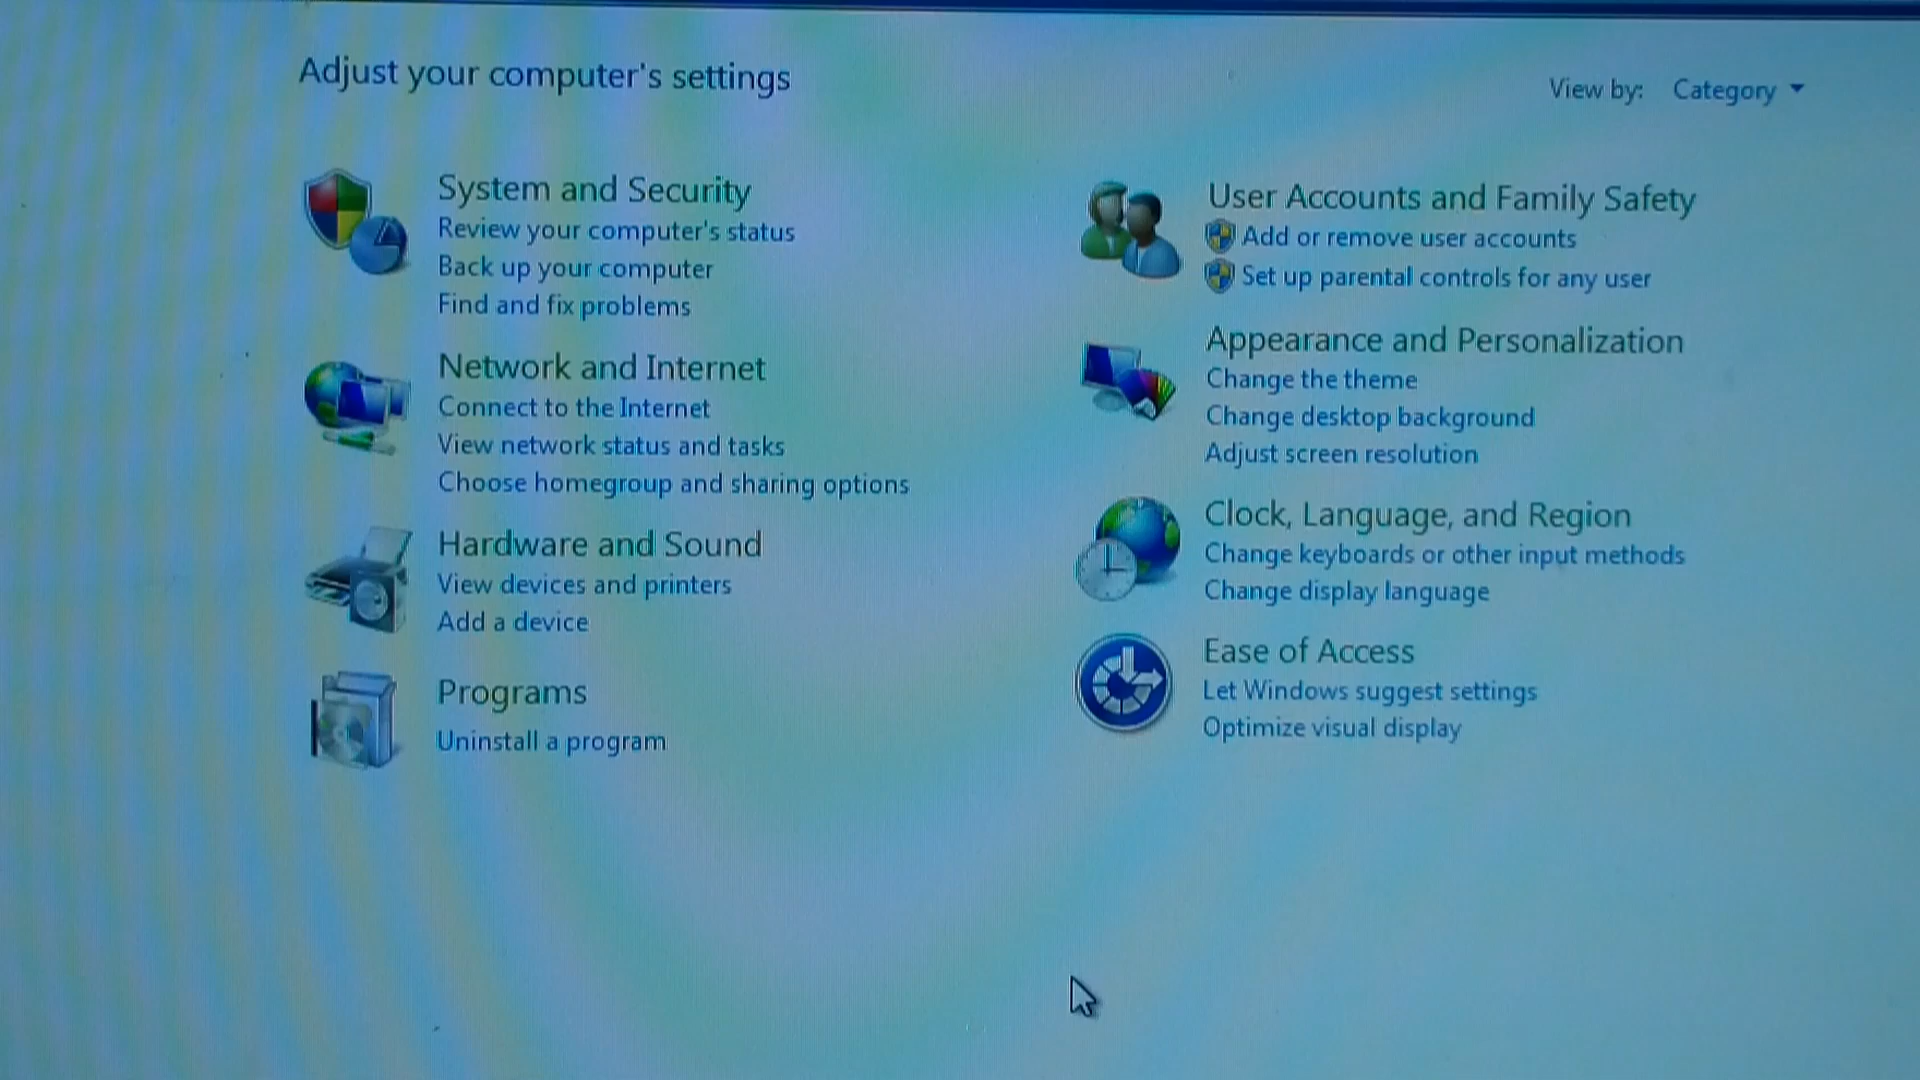 Adjust your computer's settings
View by: Category
System and Security
Review your computer's status
Back up your computer
Find and fix problems
Network and Internet
Connect to the Internet
View network status and tasks
Choose homegroup and sharing options
Hardware and Sound
View devices and printers
Add a device
Programs
Uninstall a program
User Accounts and Family Safety
Add or remove user accounts
Set up parental controls for any user
Appearance and Personalization
Change the theme
Change desktop background
Adjust screen resolution
Clock, Language, and Region
Change keyboards or other input methods
Change display language
Ease of Access
Let Windows suggest settings
Optimize visual display